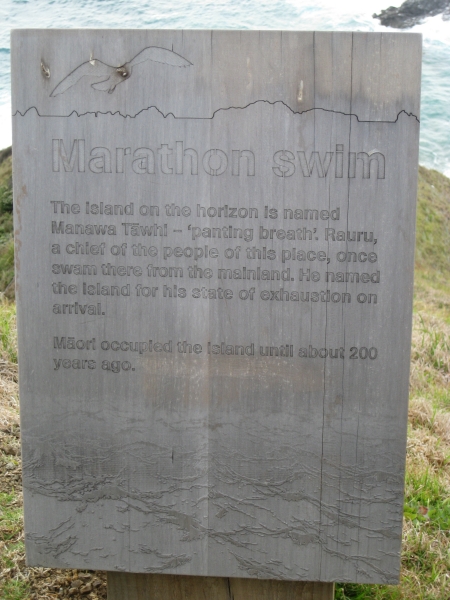 Marathon swim
The island on the horizon is named
Manawa Tāwhi – 'panting breath'. Rauru,
a chief of the people of this place, once
swam there from the mainland. He named
the island for his state of exhaustion on
arrival.
Māori occupied the island until about 200
years ago.